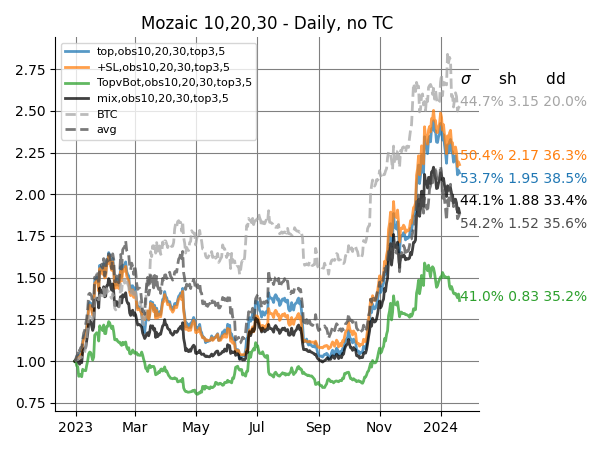 Mozaic 10,20,30 - Daily, no TC
top,obs10,20,30,top3,5
+SL,obs10,20,30,top3,5
TopvBot,obs10,20,30,top3,5
mix,obs10,20,30,top3,5
BTC
avg
σ sh dd
44.7% 3.15 20.0%
50.4% 2.17 36.3%
53.7% 1.95 38.5%
44.1% 1.88 33.4%
54.2% 1.52 35.6%
41.0% 0.83 35.2%
2.75
2.50
2.25
2.00
1.75
1.50
1.25
1.00
0.75
2023 Mar May Jul Sep Nov 2024